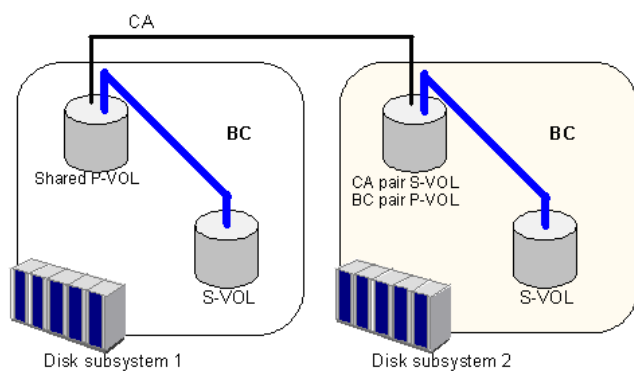 CA
BC
Shared P-VOL
S-VOL
Disk subsystem 1
BC
CA pair S-VOL
BC pair P-VOL
S-VOL
Disk subsystem 2